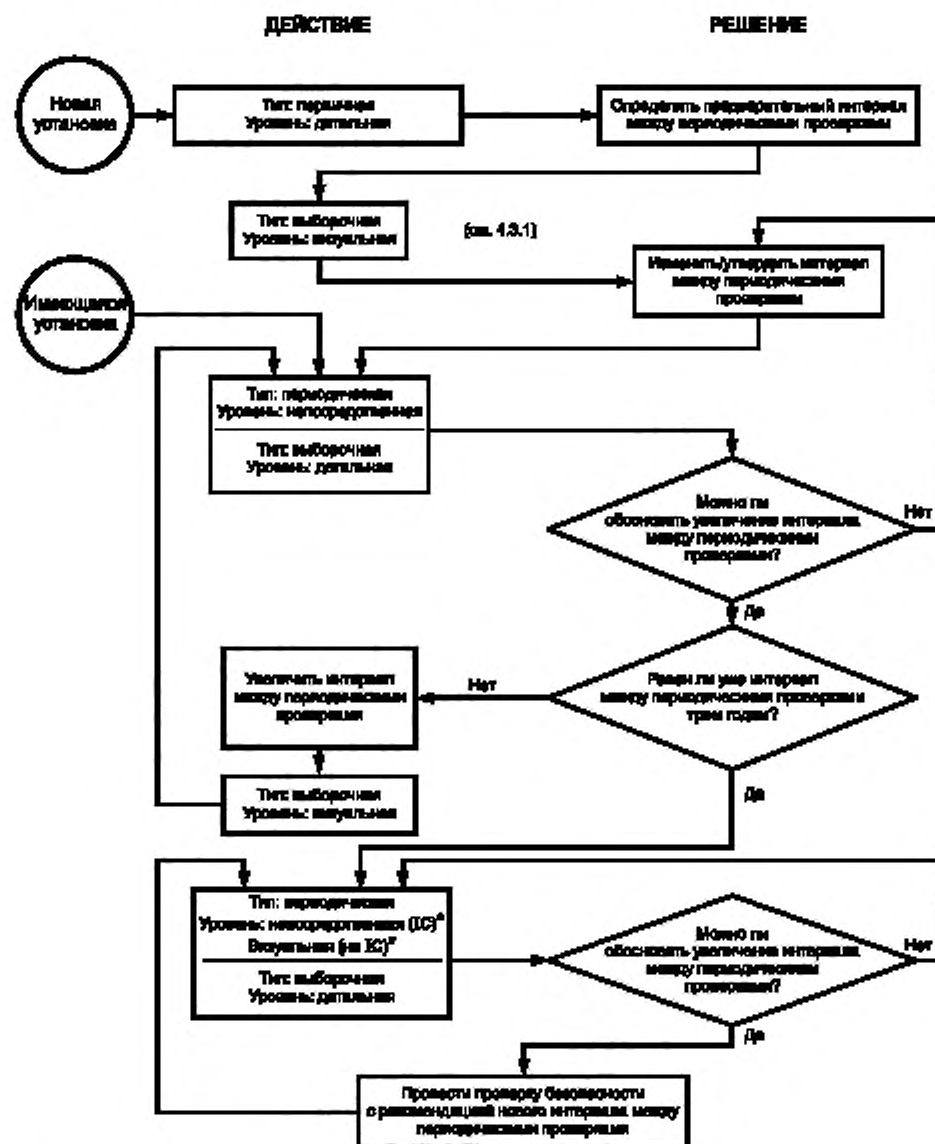 ДЕЙСТВИЕ
РЕШЕНИЕ
Новая
установка
Тип: первичная
Уровень: детальная
Определить предварительный интервал
между периодическими проверками
Тип: выборочная
Уровень: визуальная
(см. 4.3.1)
Изменить/утвердить интервал
между периодическими
проверками
Имеющаяся
установка
Тип: периодическая
Уровень: непосредственная
Тип: выборочная
Уровень: детальная
Можно ли
обосновать увеличение интервала
между периодическими
проверками?
Нет
Да
Увеличить интервал
между периодическими
проверками
Нет
Равен ли уже интервал
между периодическими проверками
трем годам?
Тип: выборочная
Уровень: визуальная
Да
Тип: периодическая
Уровень: непосредственная (IC)
Визуальная (не IC)
Тип: выборочная
Уровень: детальная
Можно ли
обосновать увеличение интервала
между периодическими
проверками?
Нет
Да
Провести проверку безопасности
с рекомендацией нового интервала между
периодическими проверками